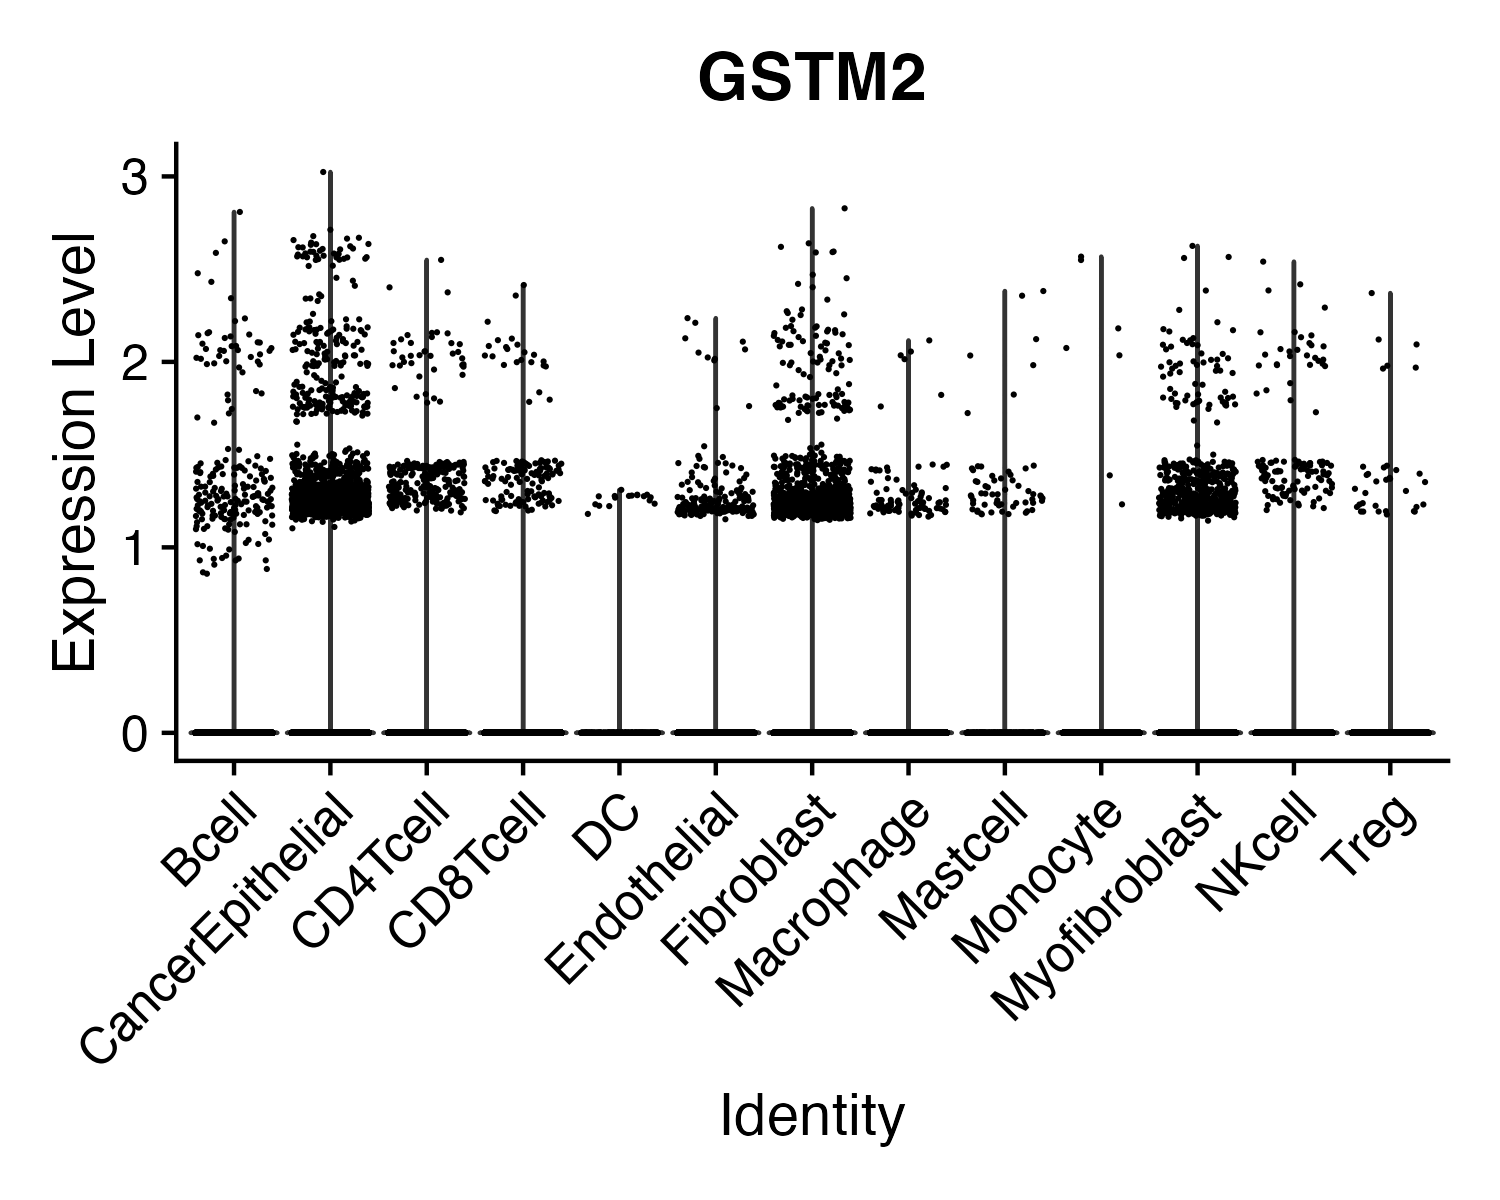 GSTM2
Expression Level
3
2
1
0
Bcell
CancerEpithelial
CD4Tcell
CD8Tcell
DC
Endothelial
Fibroblast
Macrophage
Mastcell
Monocyte
Myofibroblast
NKcell
Treg
Identity